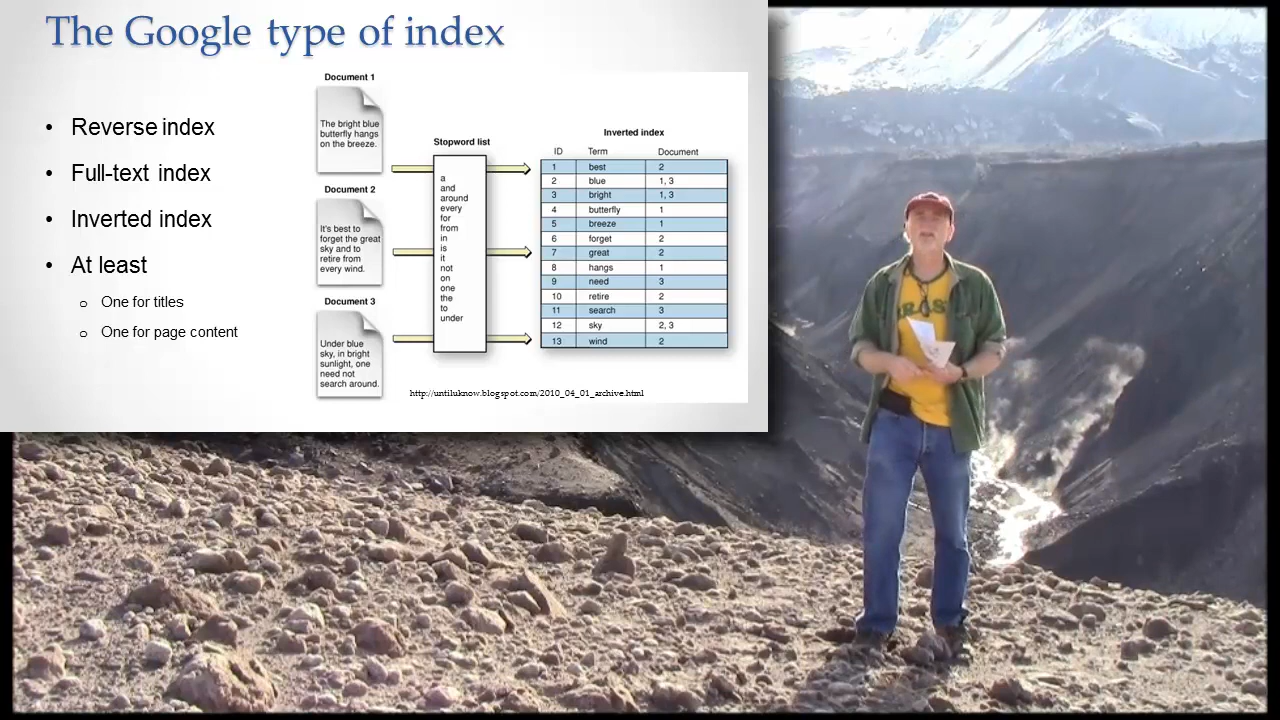 The Google type of index
• Reverse index
• Full-text index
• Inverted index
• At least
o One for titles
o One for page content
Document 1
The bright blue
butterfly hangs
on the breeze.
Document 2
It's best to
forget the great
sky and to
retire from
every wind.
Document 3
Under blue
sky, in bright
sunlight, one
need not
search around.
Stopword list
a
and
around
every
for
from
in
is
it
not
on
one
the
to
under
Inverted index
ID Term Document
1 best 2
2 blue 1, 3
3 bright 1, 3
4 butterfly 1
5 breeze 1
6 forget 2
7 great 2
8 hangs 1
9 need 3
10 retire 2
11 search 3
12 sky 2, 3
13 wind 2
http://untiluknow.blogspot.com/2010_04_01_archive.html